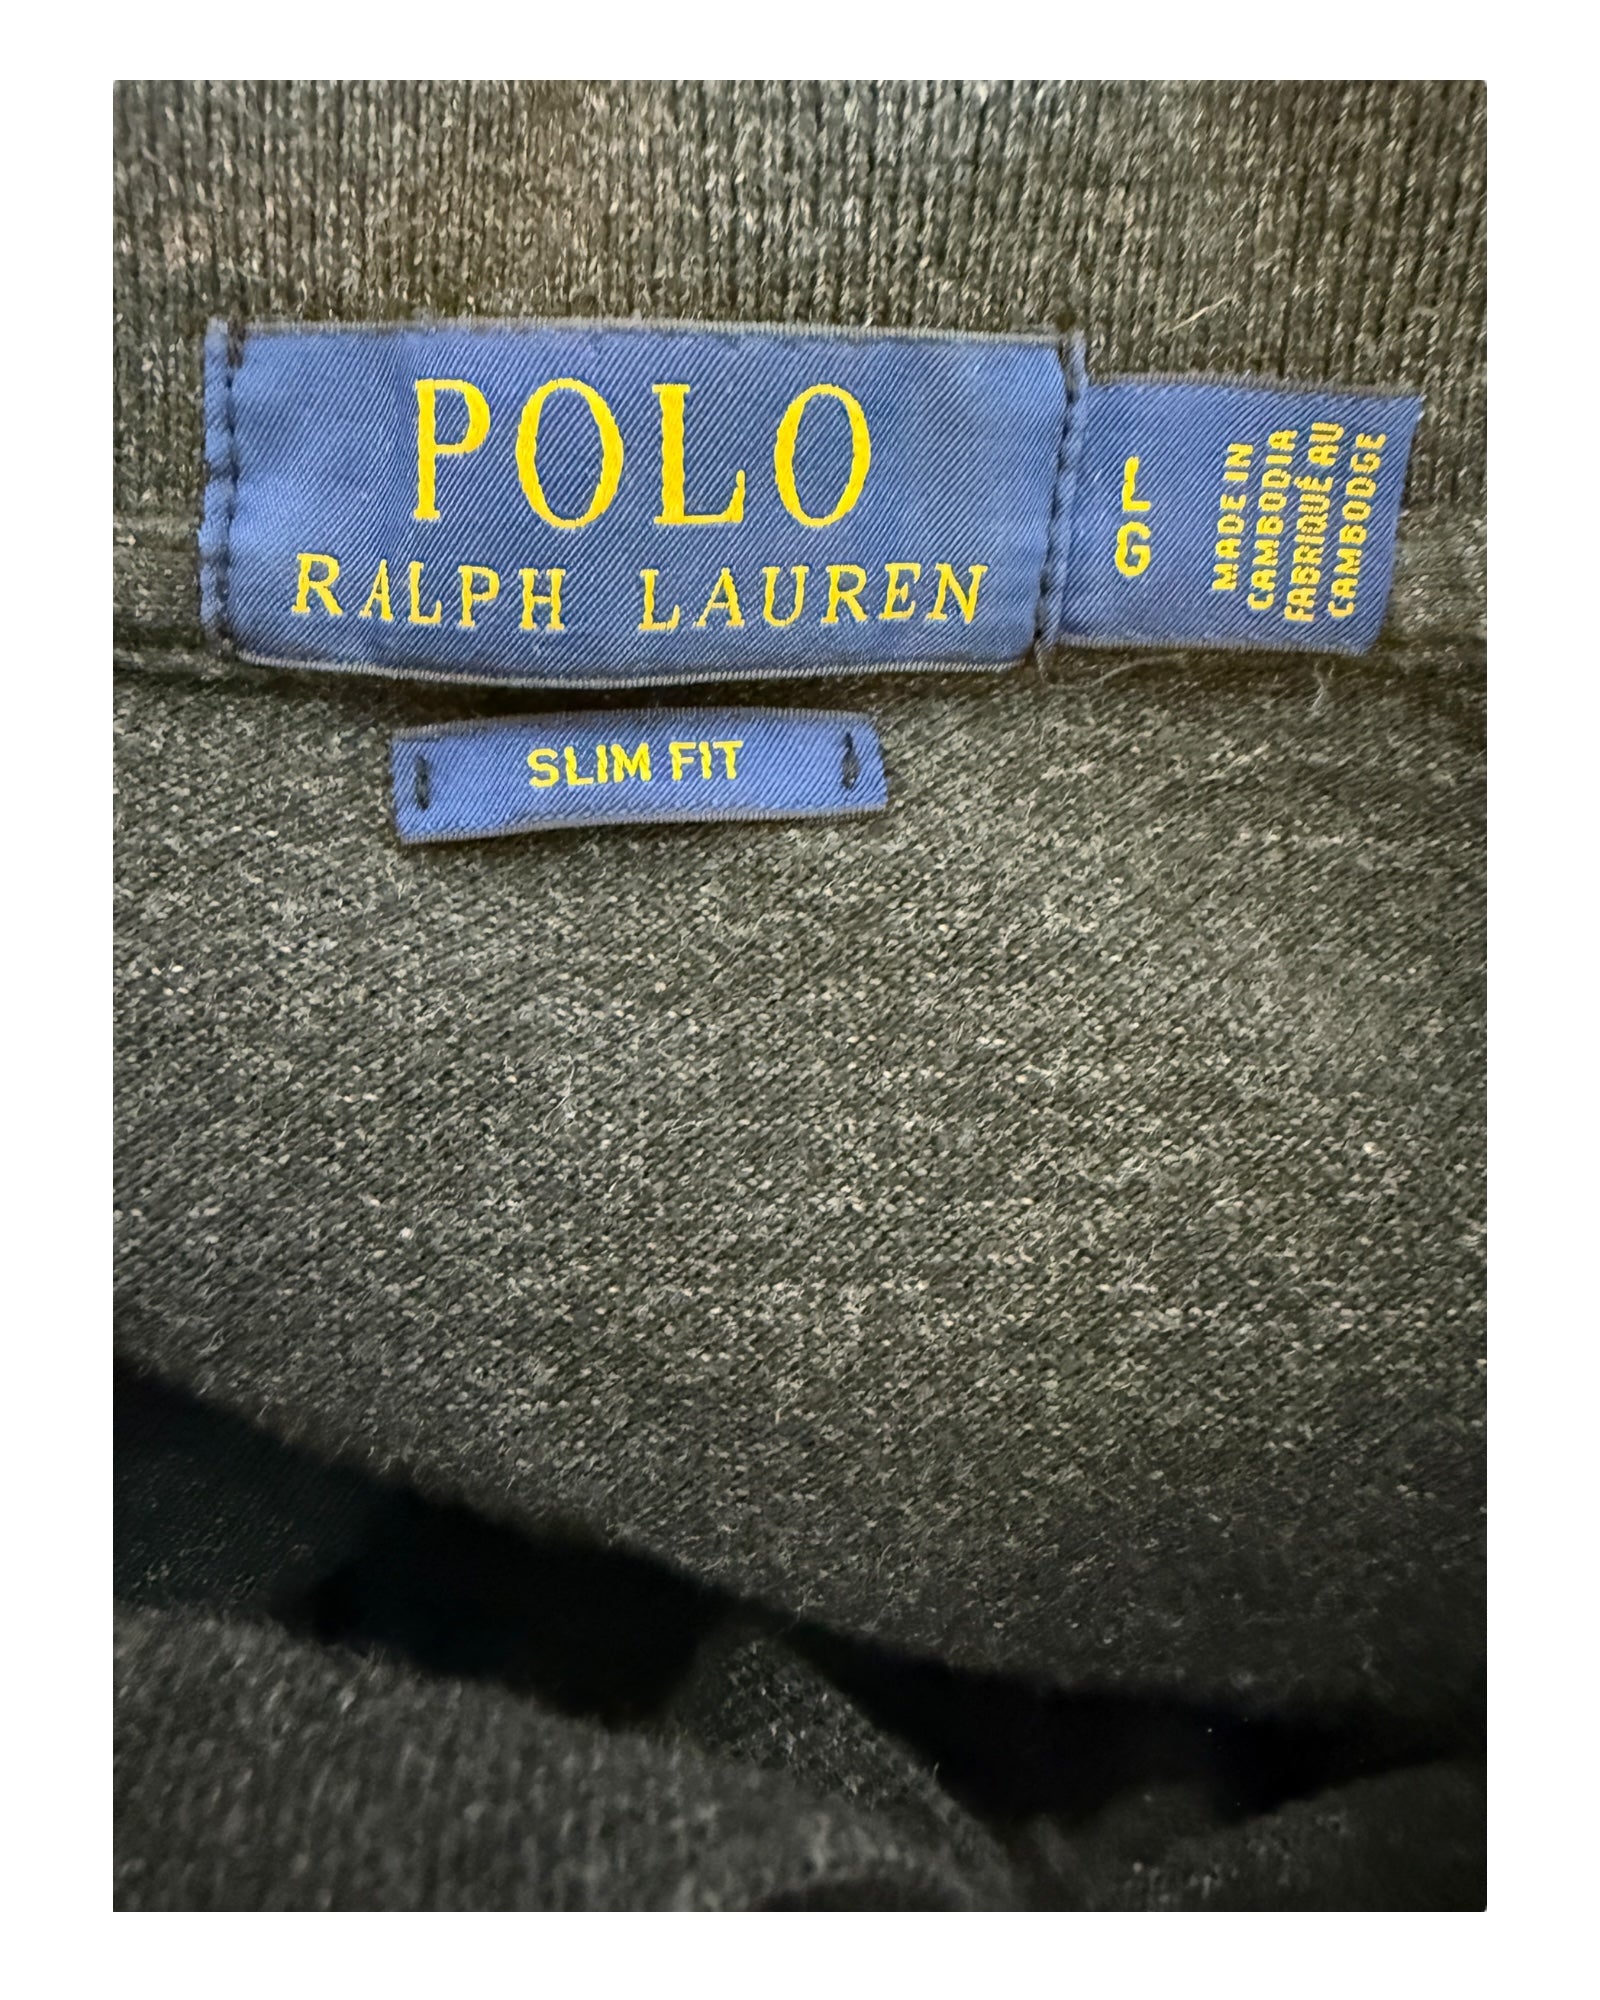 POLO
RALPH LAUREN
L
G
MADE IN
CAMBODIA
FABRIQUÉ AU
CAMBODGE
SLIM FIT